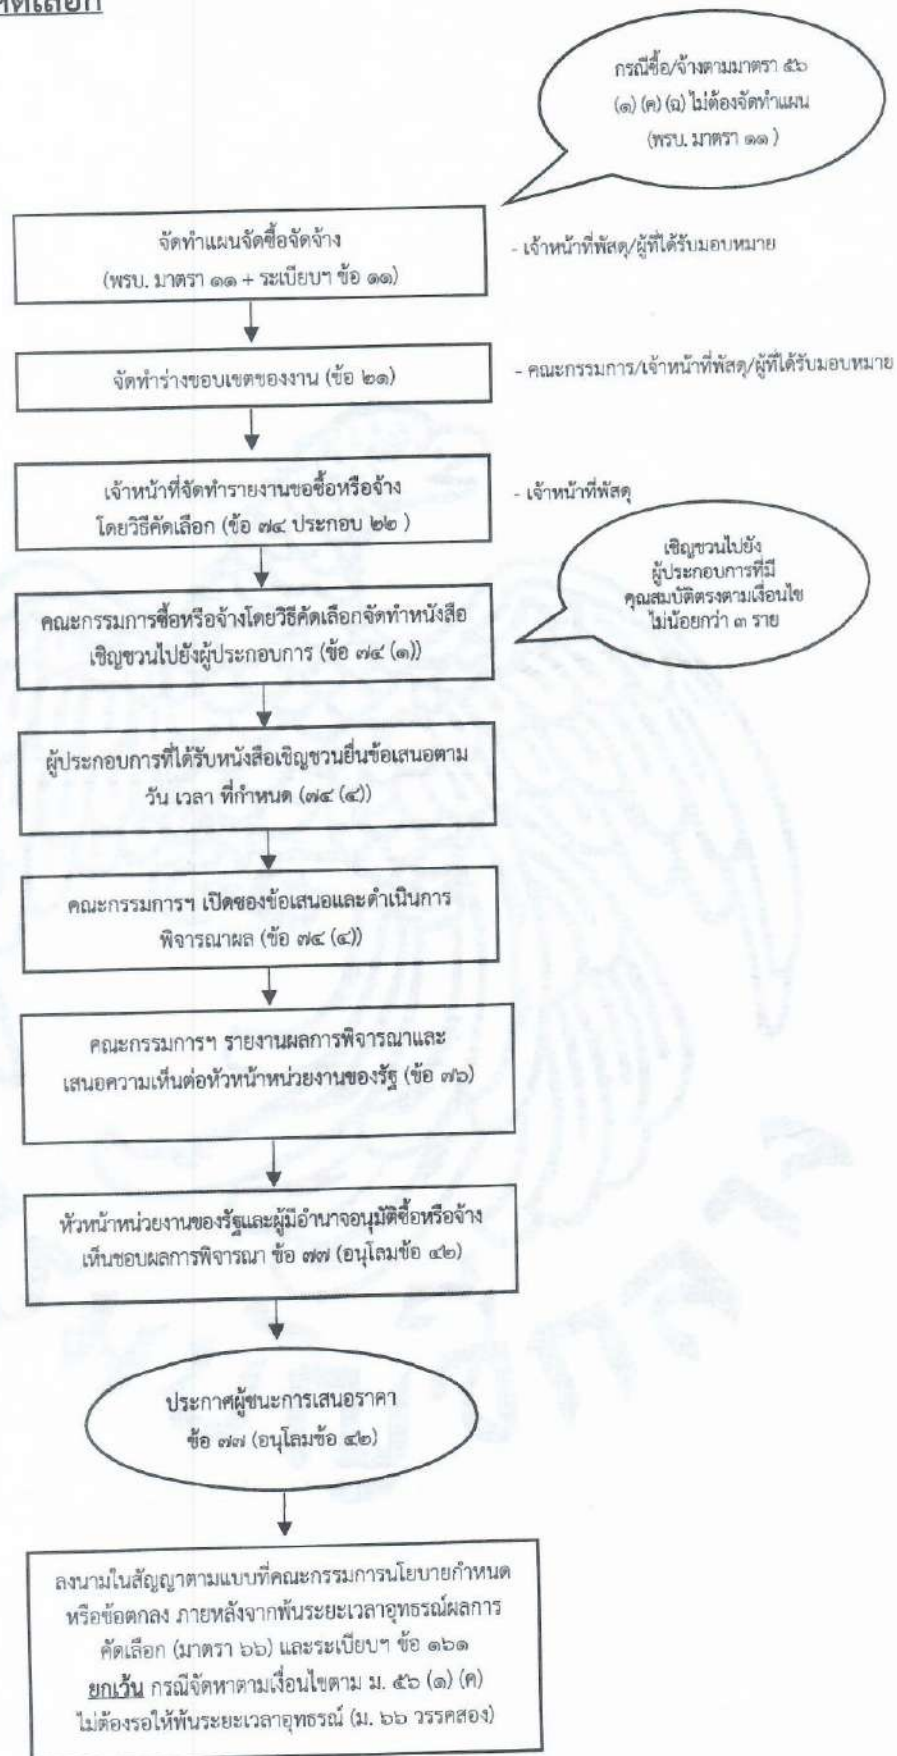 คัดเลือก
กรณีซื้อ/จ้างตามมาตรา ๕๖
(๑) (ค) (ฉ) ไม่ต้องจัดทำแผน
(พรบ. มาตรา ๑๑ )
จัดทำแผนจัดซื้อจัดจ้าง
(พรบ. มาตรา ๑๑ + ระเบียบฯ ข้อ ๑๑)
- เจ้าหน้าที่พัสดุ/ผู้ที่ได้รับมอบหมาย
จัดทำร่างขอบเขตของงาน (ข้อ ๒๑)
- คณะกรรมการ/เจ้าหน้าที่พัสดุ/ผู้ที่ได้รับมอบหมาย
เจ้าหน้าที่จัดทำรายงานขอซื้อหรือจ้าง
โดยวิธีคัดเลือก (ข้อ ๗๔ ประกอบ ๒๒ )
- เจ้าหน้าที่พัสดุ
เชิญชวนไปยัง
ผู้ประกอบการที่มี
คุณสมบัติตรงตามเงื่อนไข
ไม่น้อยกว่า ๓ ราย
คณะกรรมการซื้อหรือจ้างโดยวิธีคัดเลือกจัดทำหนังสือ
เชิญชวนไปยังผู้ประกอบการ (ข้อ ๗๔ (๑))
ผู้ประกอบการที่ได้รับหนังสือเชิญชวนยื่นข้อเสนอตาม
วัน เวลา ที่กำหนด (๗๔ (๔))
คณะกรรมการฯ เปิดซองข้อเสนอและดำเนินการ
พิจารณาผล (ข้อ ๗๔ (๔))
คณะกรรมการฯ รายงานผลการพิจารณาและ
เสนอความเห็นต่อหัวหน้าหน่วยงานของรัฐ (ข้อ ๗๖)
หัวหน้าหน่วยงานของรัฐและผู้มีอำนาจอนุมัติซื้อหรือจ้าง
เห็นชอบผลการพิจารณา ข้อ ๗๗ (อนุโลมข้อ ๔๒)
ประกาศผู้ชนะการเสนอราคา
ข้อ ๗๗ (อนุโลมข้อ ๔๒)
ลงนามในสัญญาตามแบบที่คณะกรรมการนโยบายกำหนด
หรือข้อตกลง ภายหลังจากพ้นระยะเวลาอุทธรณ์ผลการ
คัดเลือก (มาตรา ๖๖) และระเบียบฯ ข้อ ๑๖๑
ยกเว้น กรณีจัดหาตามเงื่อนไขตาม ม. ๕๖ (๑) (ค)
ไม่ต้องรอให้พ้นระยะเวลาอุทธรณ์ (ม. ๖๖ วรรคสอง)